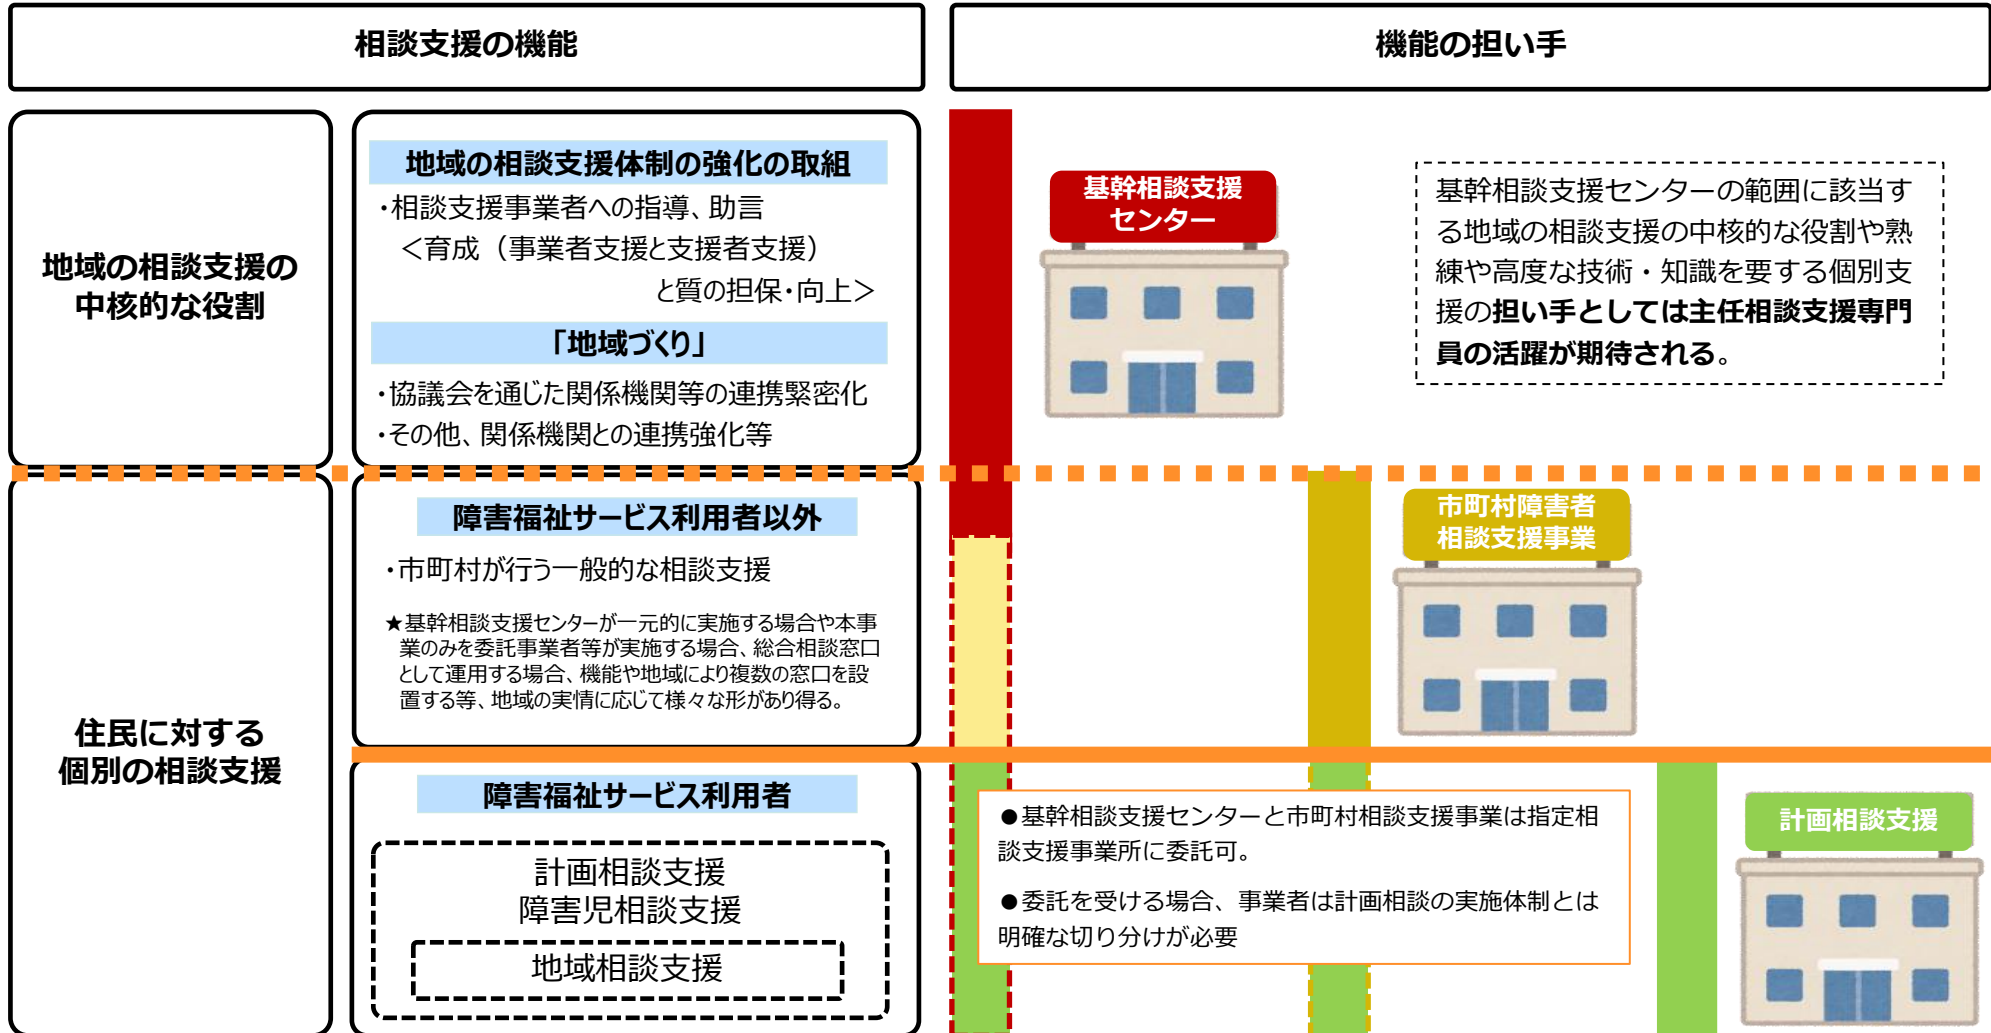 相談支援の機能
機能の担い手
地域の相談支援の
中核的な役割
地域の相談支援体制の強化の取組
・相談支援事業者への指導、助言
＜育成（事業者支援と支援者支援）
と質の担保・向上＞
「地域づくり」
・協議会を通じた関係機関等の連携緊密化
・その他、関係機関との連携強化等
基幹相談支援
センター
基幹相談支援センターの範囲に該当す
る地域の相談支援の中核的な役割や熟
練や高度な技術・知識を要する個別支
援の担い手としては主任相談支援専門
員の活躍が期待される。
住民に対する
個別の相談支援
障害福祉サービス利用者以外
・市町村が行う一般的な相談支援
★基幹相談支援センターが一元的に実施する場合や本事
業のみを委託事業者等が実施する場合、総合相談窓口
として運用する場合、機能や地域により複数の窓口を設
置する等、地域の実情に応じて様々な形があり得る。
市町村障害者
相談支援事業
障害福祉サービス利用者
計画相談支援
障害児相談支援
地域相談支援
●基幹相談支援センターと市町村相談支援事業は指定相
談支援事業所に委託可。
●委託を受ける場合、事業者は計画相談の実施体制とは
明確な切り分けが必要
計画相談支援